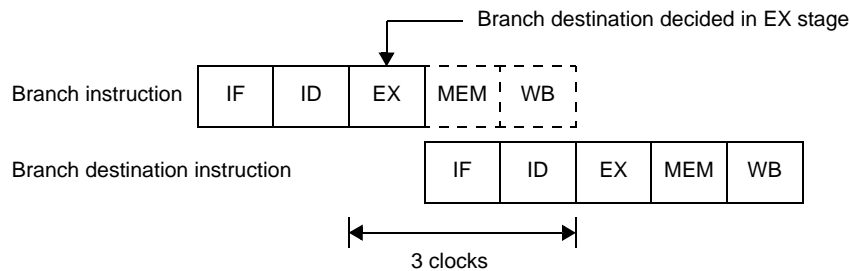 Branch destination decided in EX stage
Branch instruction IF ID EX MEM WB
Branch destination instruction IF ID EX MEM WB
3 clocks